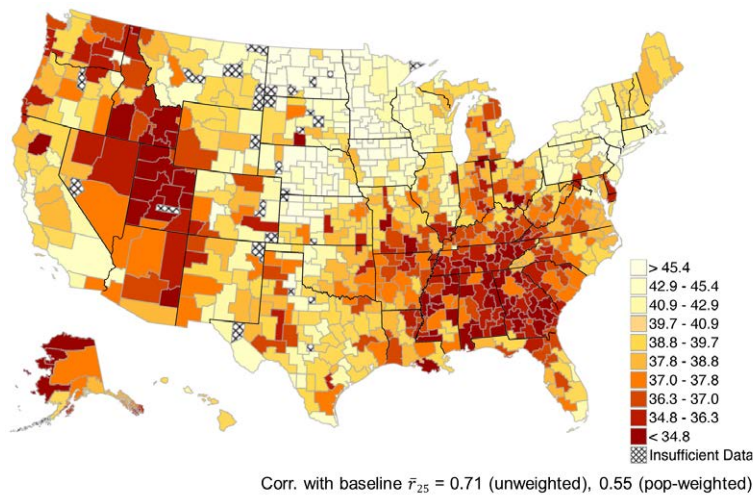 > 45.4
42.9 - 45.4
40.9 - 42.9
39.7 - 40.9
38.8 - 39.7
37.8 - 38.8
37.0 - 37.8
36.3 - 37.0
34.8 - 36.3
< 34.8
Insufficient Data
Corr. with baseline r̄₂₅ = 0.71 (unweighted), 0.55 (pop-weighted)